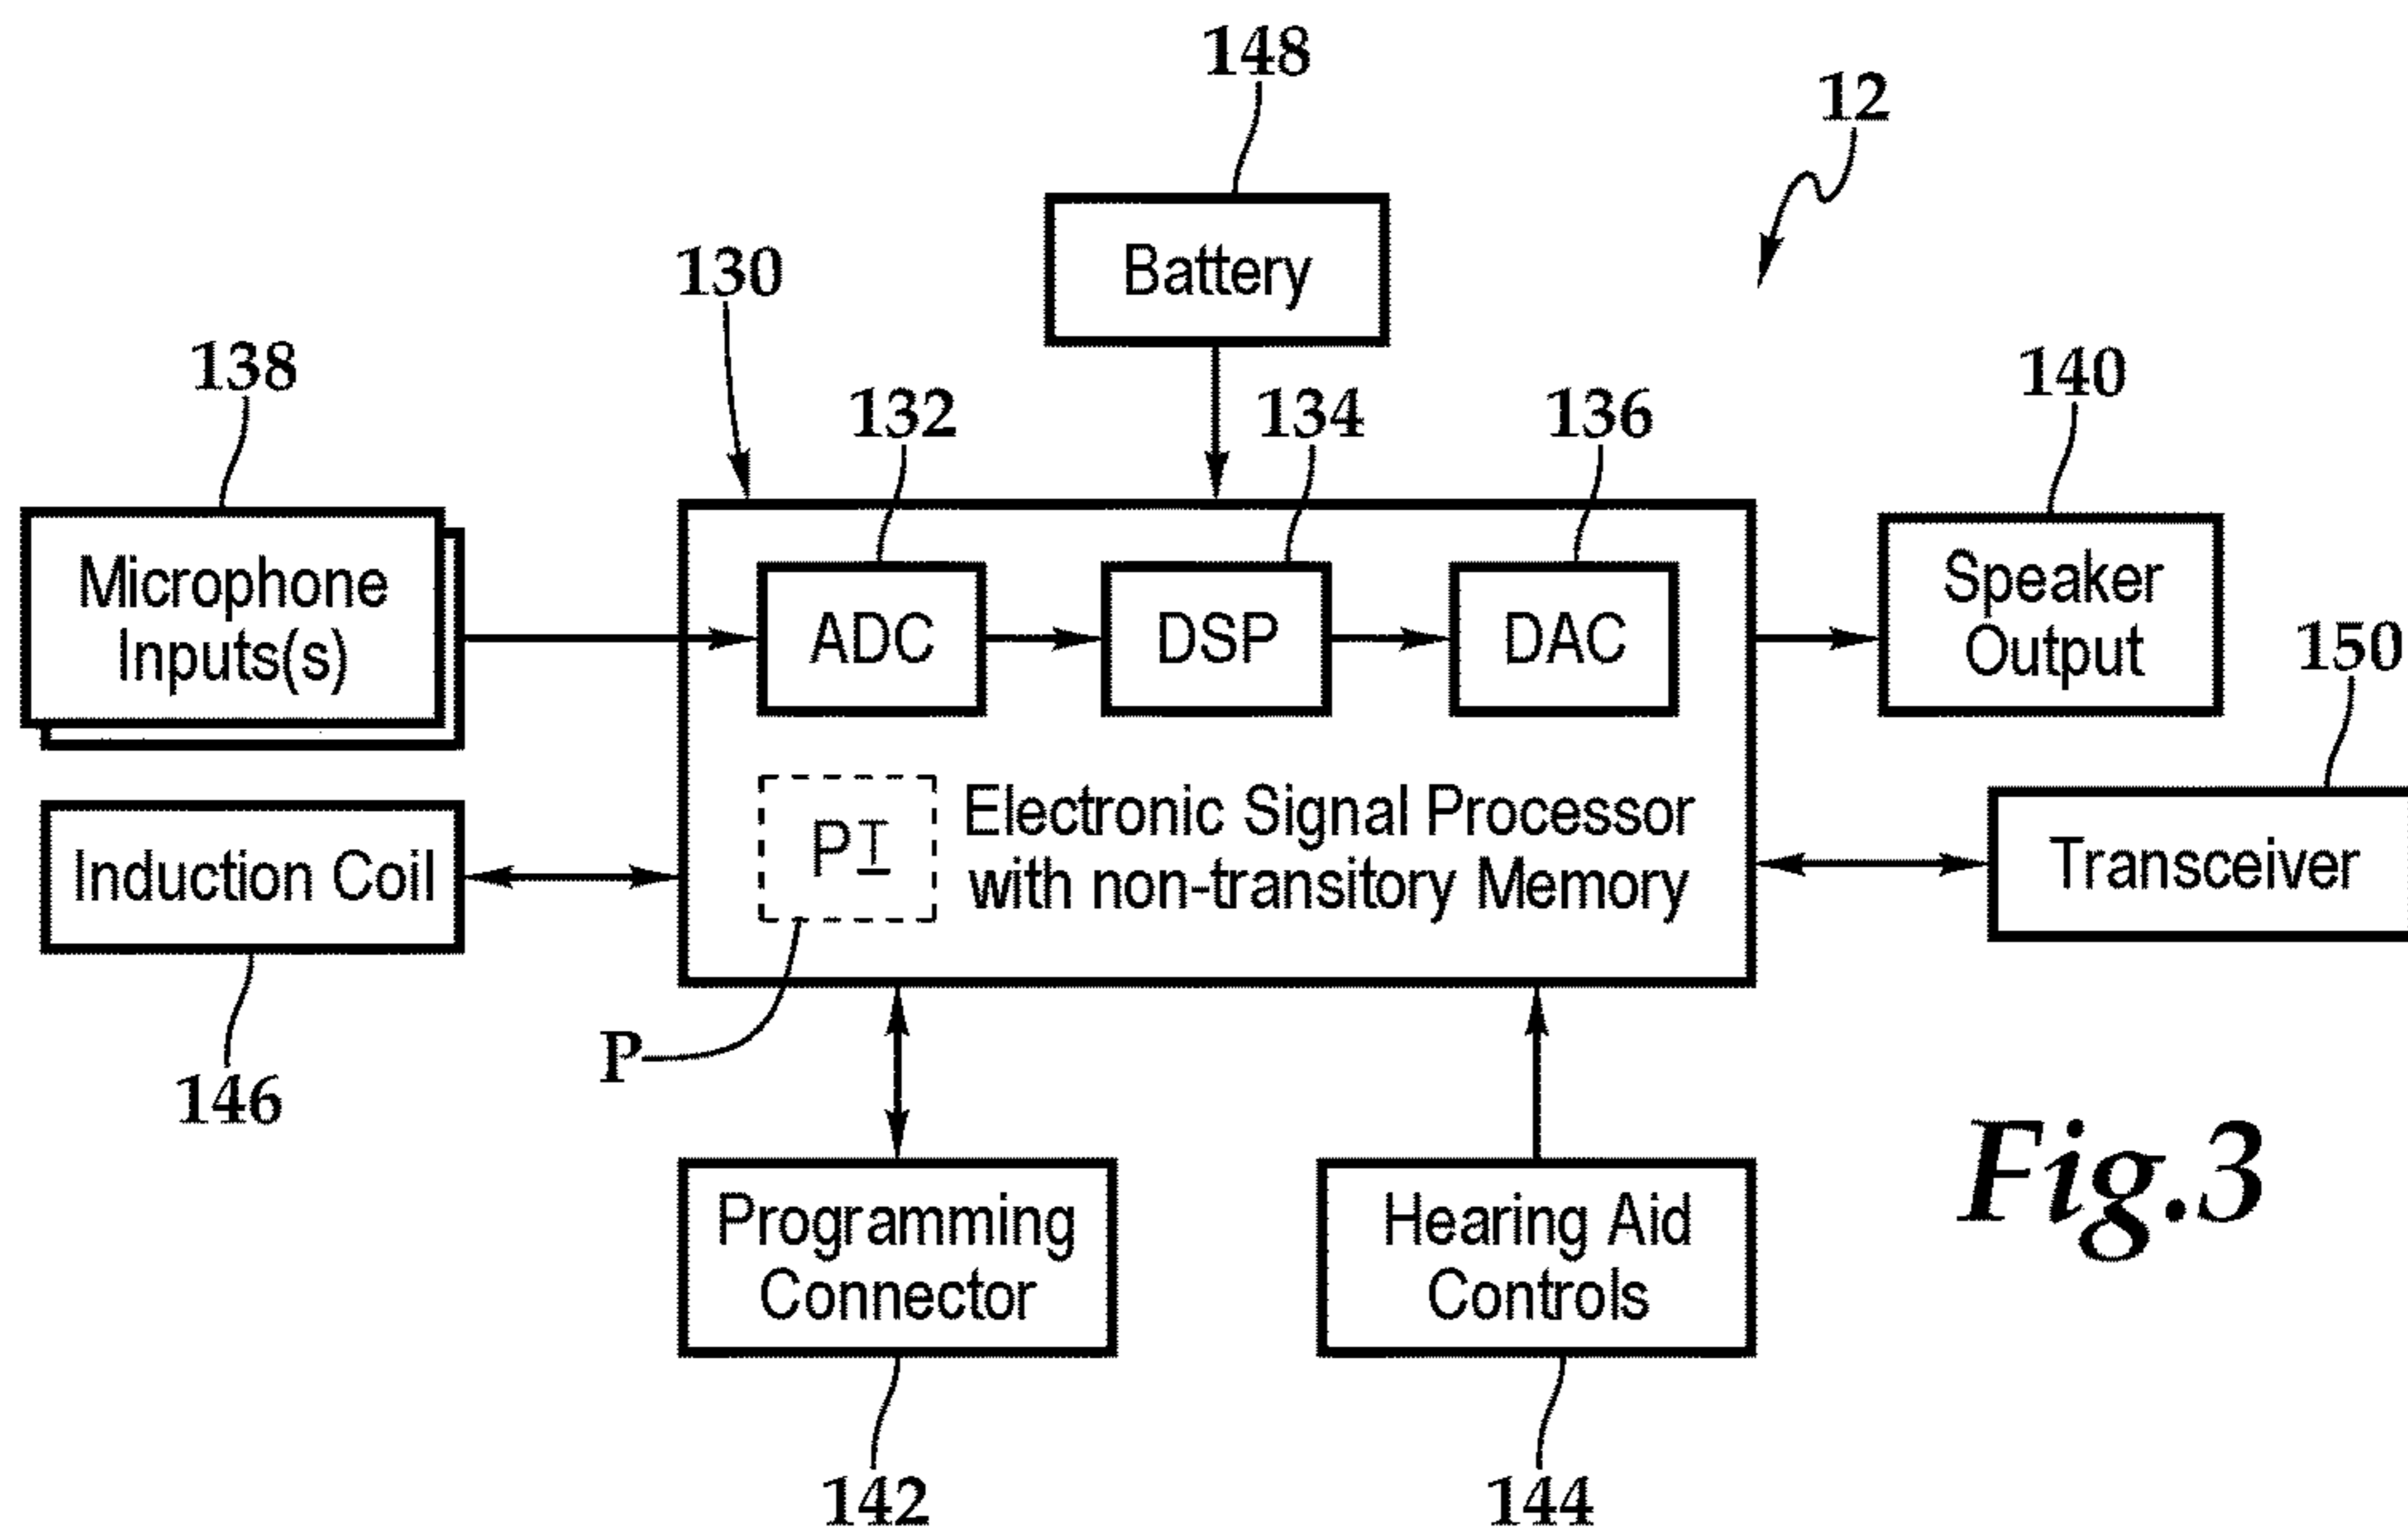 148
12
130
Battery
138
132
134
136
140
Microphone
Inputs(s)
ADC
DSP
DAC
Speaker
Output
150
Induction Coil
PI
Electronic Signal Processor
with non-transitory Memory
Transceiver
P
146
Programming
Connector
Hearing Aid
Controls
Fig.3
142
144